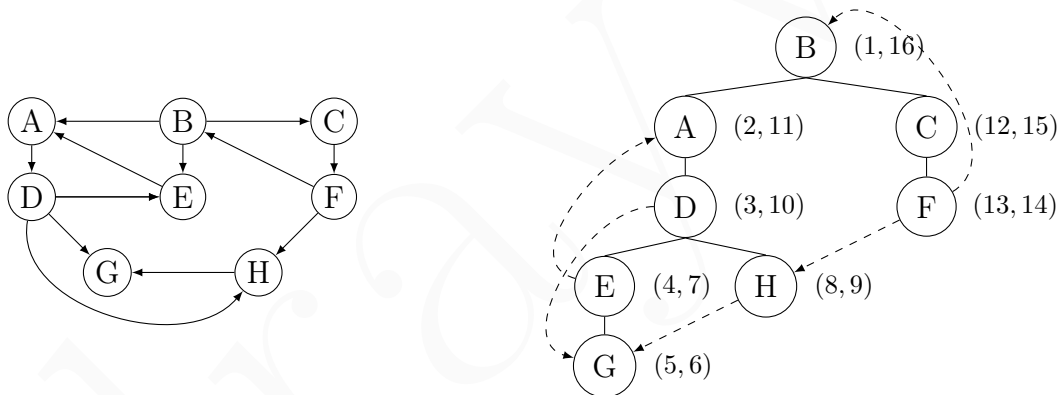 B (1, 16)
A B C
A (2, 11) C (12, 15)
D E F
D (3, 10) F (13, 14)
G H
E (4, 7) H (8, 9)
G (5, 6)